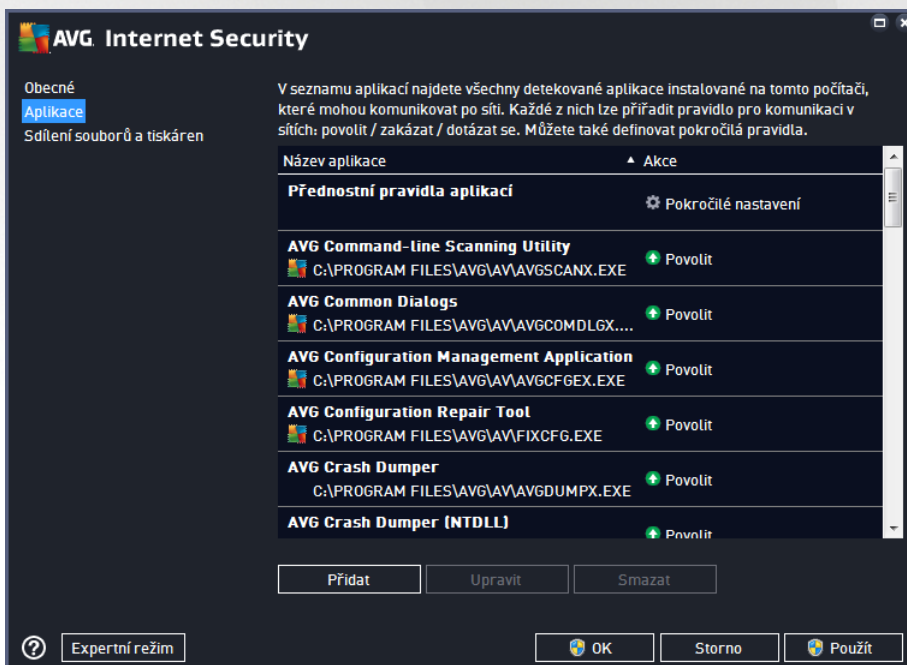 AVG Internet Security
Obecné
Aplikace
Sdílení souborů a tiskáren
V seznamu aplikací najdete všechny detekované aplikace instalované na tomto počítači,
které mohou komunikovat po síti. Každé z nich lze přiřadit pravidlo pro komunikaci v
sítích: povolit / zakázat / dotázat se. Můžete také definovat pokročilá pravidla.
Název aplikace Akce
Přednostní pravidla aplikací
Pokročilé nastavení
AVG Command-line Scanning Utility
C:\PROGRAM FILES\AVG\AV\AVGSCANX.EXE
Povolit
AVG Common Dialogs
C:\PROGRAM FILES\AVG\AV\AVGCOMDLGX....
Povolit
AVG Configuration Management Application
C:\PROGRAM FILES\AVG\AV\AVGCFGEX.EXE
Povolit
AVG Configuration Repair Tool
C:\PROGRAM FILES\AVG\AV\FIXCFG.EXE
Povolit
AVG Crash Dumper
C:\PROGRAM FILES\AVG\AV\AVGDUMPX.EXE
Povolit
AVG Crash Dumper (NTDLL)
Povolit
Přidat Upravit Smazat
? Expertní režim OK Storno Použít